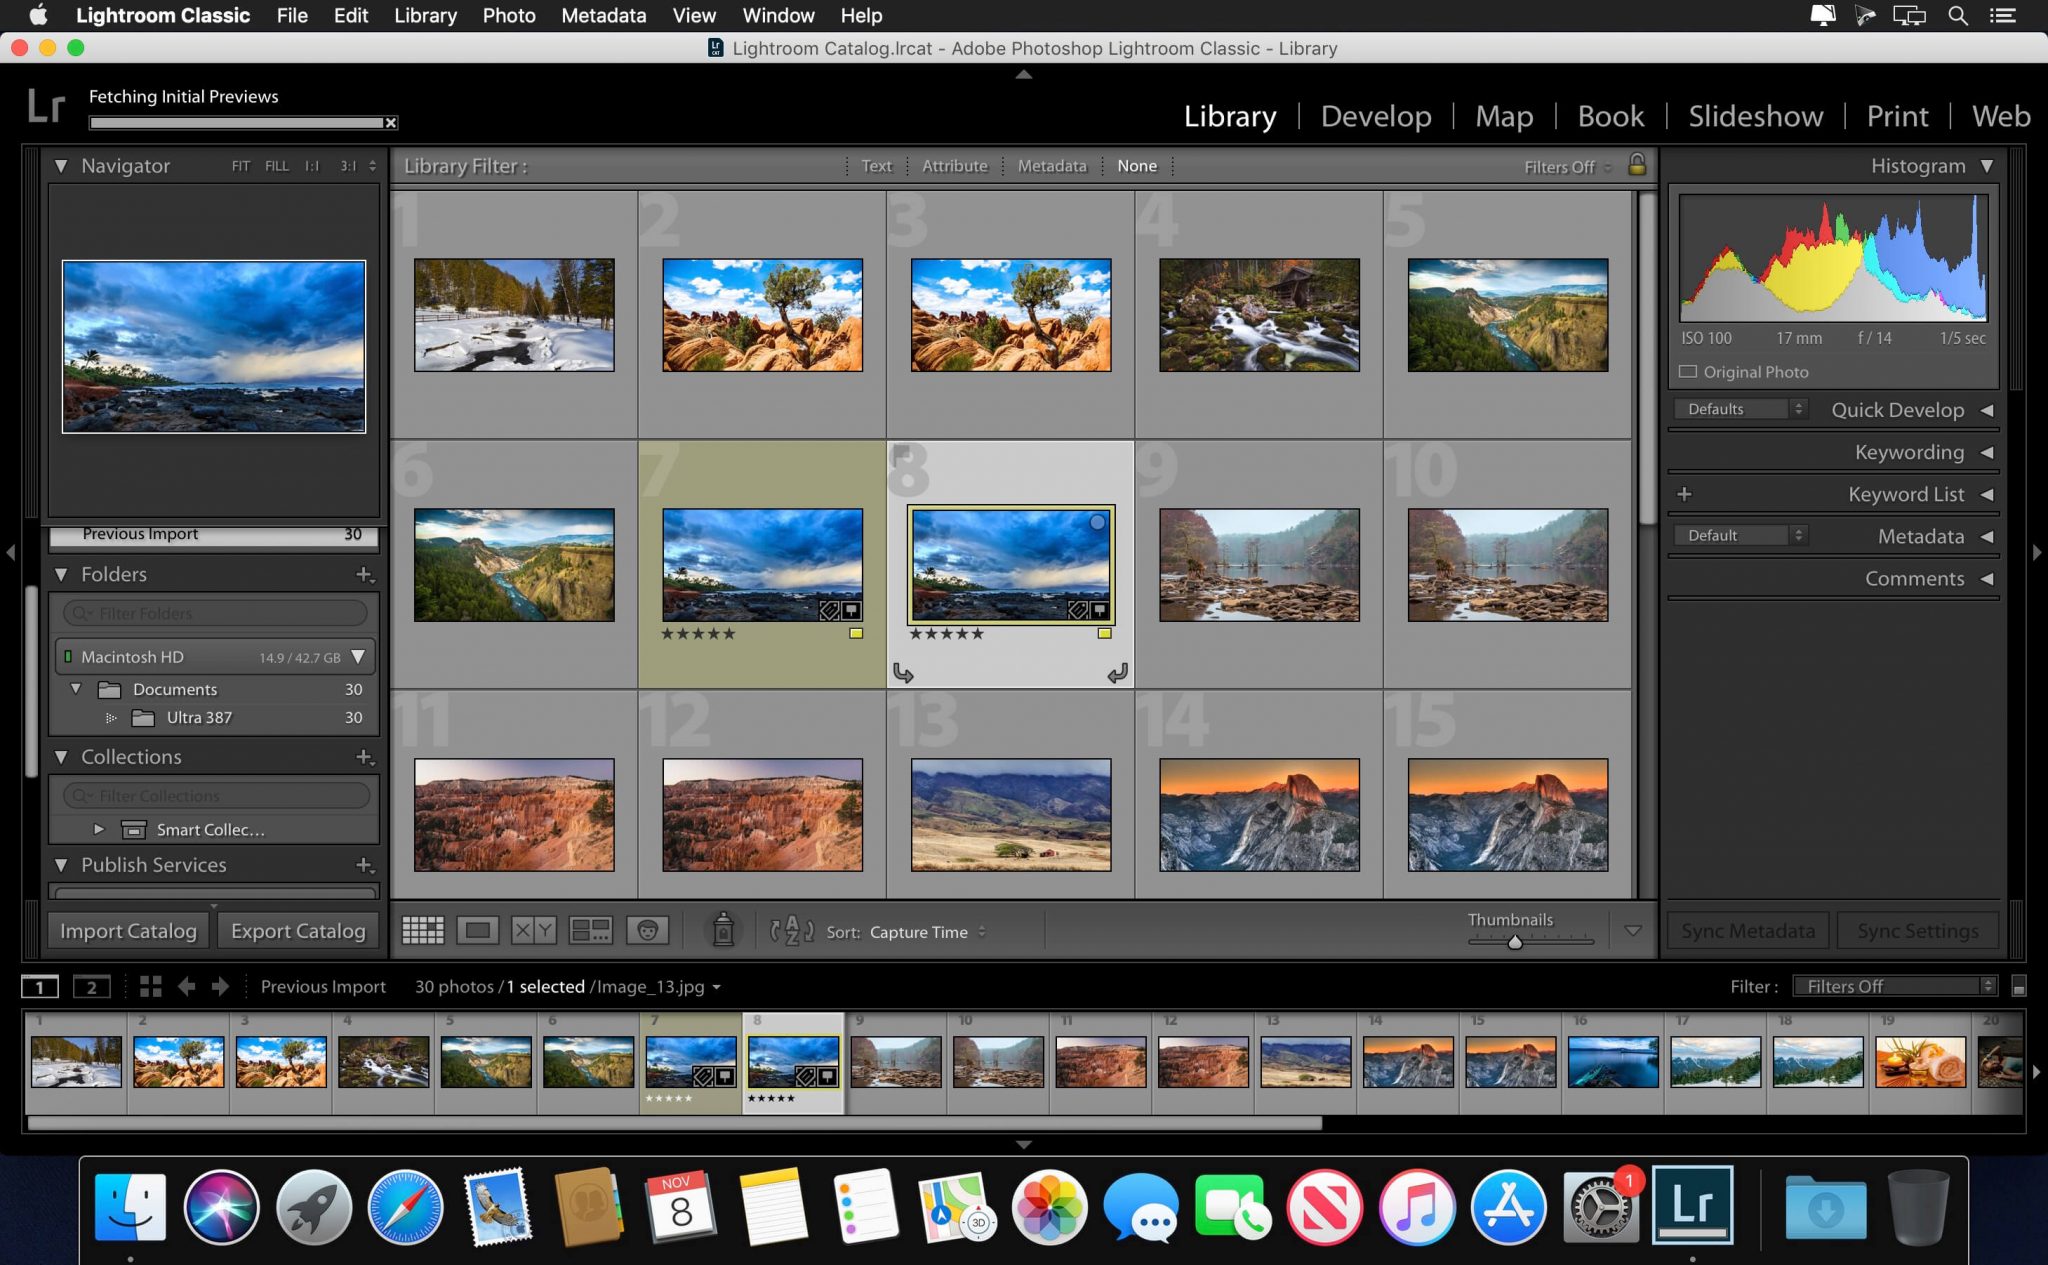 Lightroom Classic File Edit Library Photo Metadata View Window Help
Lightroom Catalog.lrcat - Adobe Photoshop Lightroom Classic - Library
Lr Fetching Initial Previews
Library | Develop | Map | Book | Slideshow | Print | Web
Navigator FIT FILL 1:1 3:1
Library Filter : Text Attribute Metadata None Filters Off
Histogram
1 2 3 4 5
ISO 100 17 mm f / 14 1/5 sec
Original Photo
Defaults Quick Develop
Keywording
Keyword List
Default Metadata
Comments
6 7 8 9 10
Previous Import 30
Folders
Filter Folders
Macintosh HD 14.9 / 42.7 GB
Documents 30
Ultra 387 30
Collections
Filter Collections
Smart Collec...
Publish Services
11 12 13 14 15
Import Catalog Export Catalog
X Y
A Z Sort: Capture Time
Thumbnails
Sync Metadata Sync Settings
1 2 Previous Import 30 photos / 1 selected / Image_13.jpg
Filter : Filters Off
1 2 3 4 5 6 7 8 9 10 11 12 13 14 15 16 17 18 19 20
NOV
8
3D
1
Lr